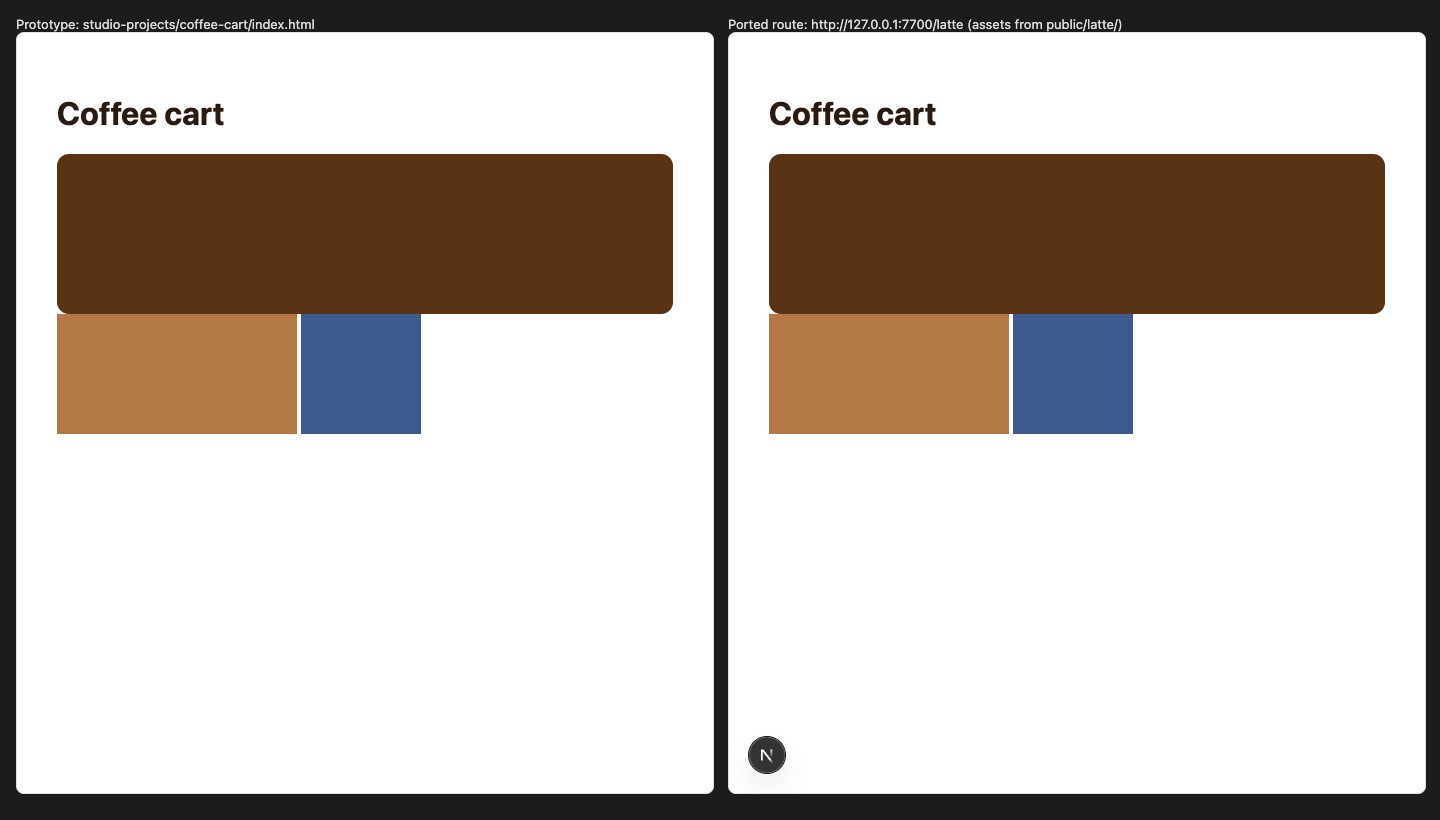 Prototype: studio-projects/coffee-cart/index.html
Ported route: http://127.0.0.1:7700/latte (assets from public/latte/)
Coffee cart
Coffee cart
N